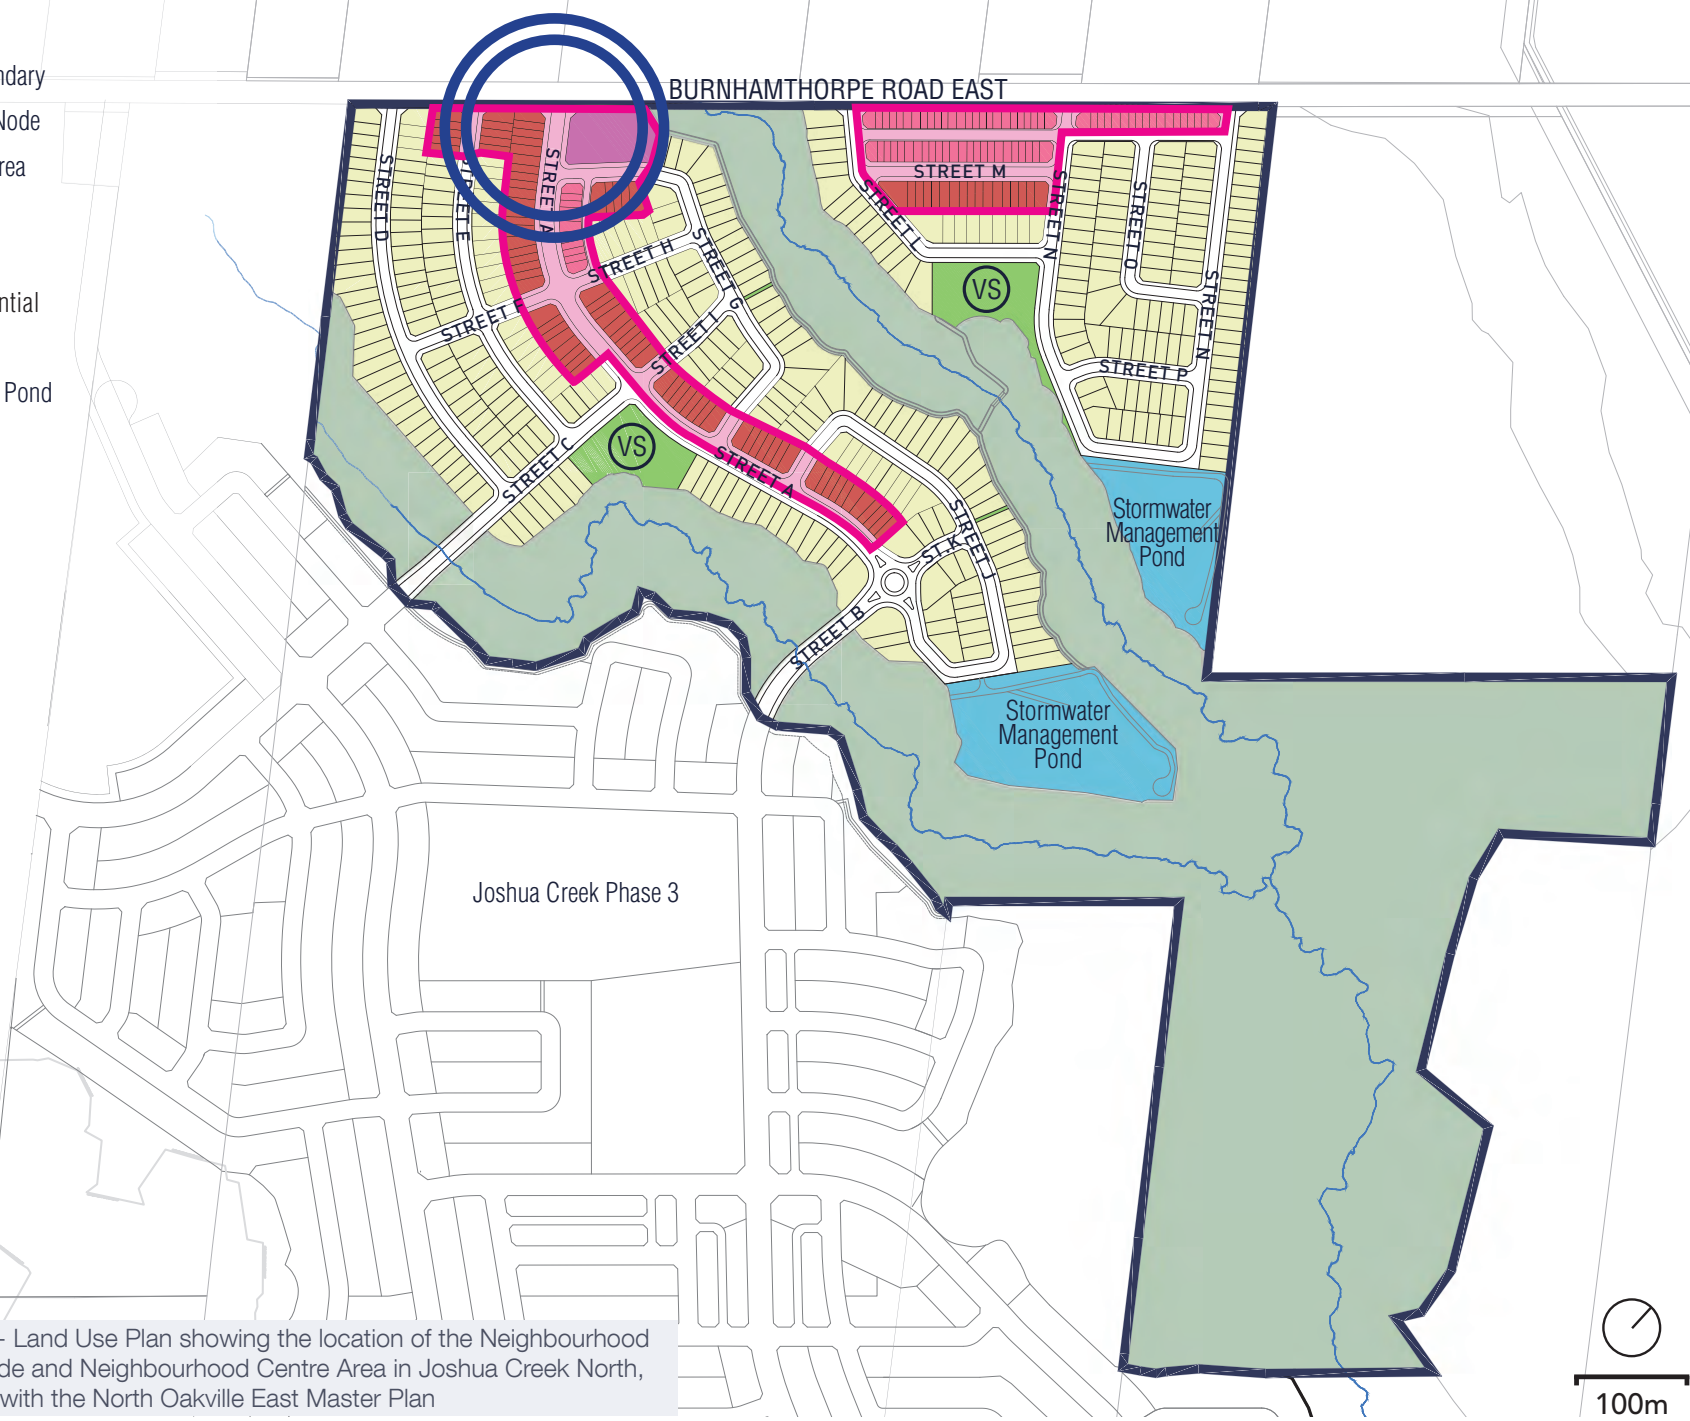 ndary
Node
rea
ntial
Pond
BURNHAMTHORPE ROAD EAST
STREET D
STREET E
STREET A
STREET H
STREET G
STREET F
STREET I
STREET C
VS
STREET A
STREET M
STREET L
STREET N
STREET O
STREET N
VS
STREET P
STREET J
ST.K
STREET B
Stormwater
Management
Pond
Stormwater
Management
Pond
Joshua Creek Phase 3
- Land Use Plan showing the location of the Neighbourhood
de and Neighbourhood Centre Area in Joshua Creek North,
with the North Oakville East Master Plan
100m